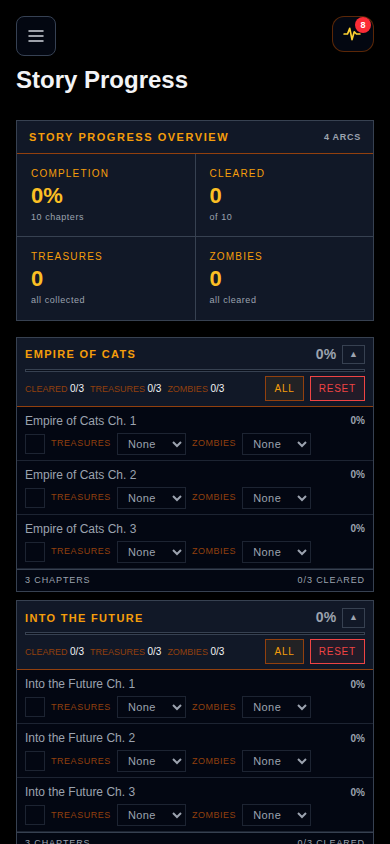 8
Story Progress
STORY PROGRESS OVERVIEW 4 ARCS
COMPLETION CLEARED
0% 0
10 chapters of 10
TREASURES ZOMBIES
0 0
all collected all cleared
EMPIRE OF CATS 0% ▲
CLEARED 0/3 TREASURES 0/3 ZOMBIES 0/3 ALL RESET
Empire of Cats Ch. 1 0%
TREASURES None ZOMBIES None
Empire of Cats Ch. 2 0%
TREASURES None ZOMBIES None
Empire of Cats Ch. 3 0%
TREASURES None ZOMBIES None
3 CHAPTERS 0/3 CLEARED
INTO THE FUTURE 0% ▲
CLEARED 0/3 TREASURES 0/3 ZOMBIES 0/3 ALL RESET
Into the Future Ch. 1 0%
TREASURES None ZOMBIES None
Into the Future Ch. 2 0%
TREASURES None ZOMBIES None
Into the Future Ch. 3 0%
TREASURES None ZOMBIES None
3 CHAPTERS 0/3 CLEARED